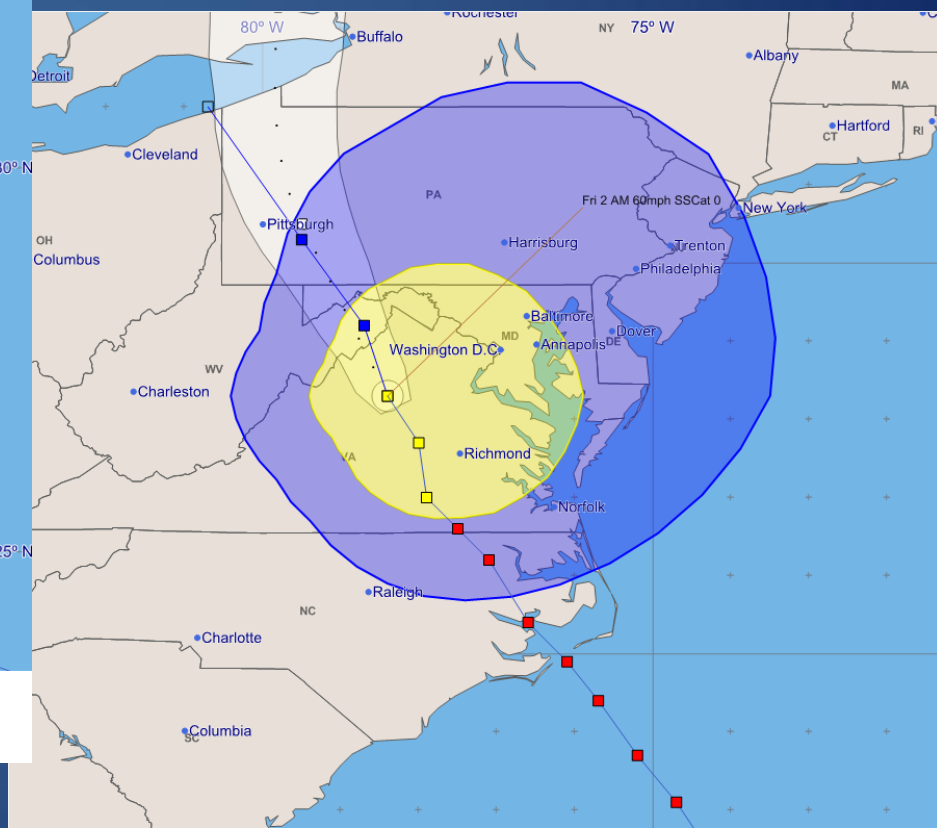 Rochester
80° W
NY
75° W
Buffalo
Albany
Detroit
MA
Hartford
CT
RI
Cleveland
30° N
PA
Fri 2 AM 60mph SSCat 0
New York
Pittsburgh
OH
Harrisburg
Trenton
Columbus
Philadelphia
Baltimore
MD
Dover
Washington D.C.
Annapolis
DE
WV
Charleston
VA
Richmond
Norfolk
25° N
Raleigh
NC
Charlotte
Columbia
SC